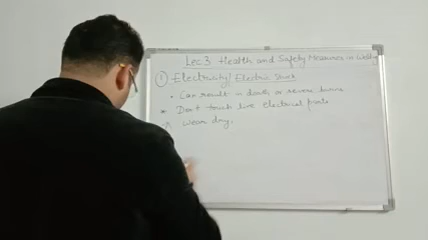 Lec 3 Health and Safety Measures in Welding
① Electricity/Electric Shock
• Can result in death or severe burns
* Don't touch live electrical parts
→ wear dry,